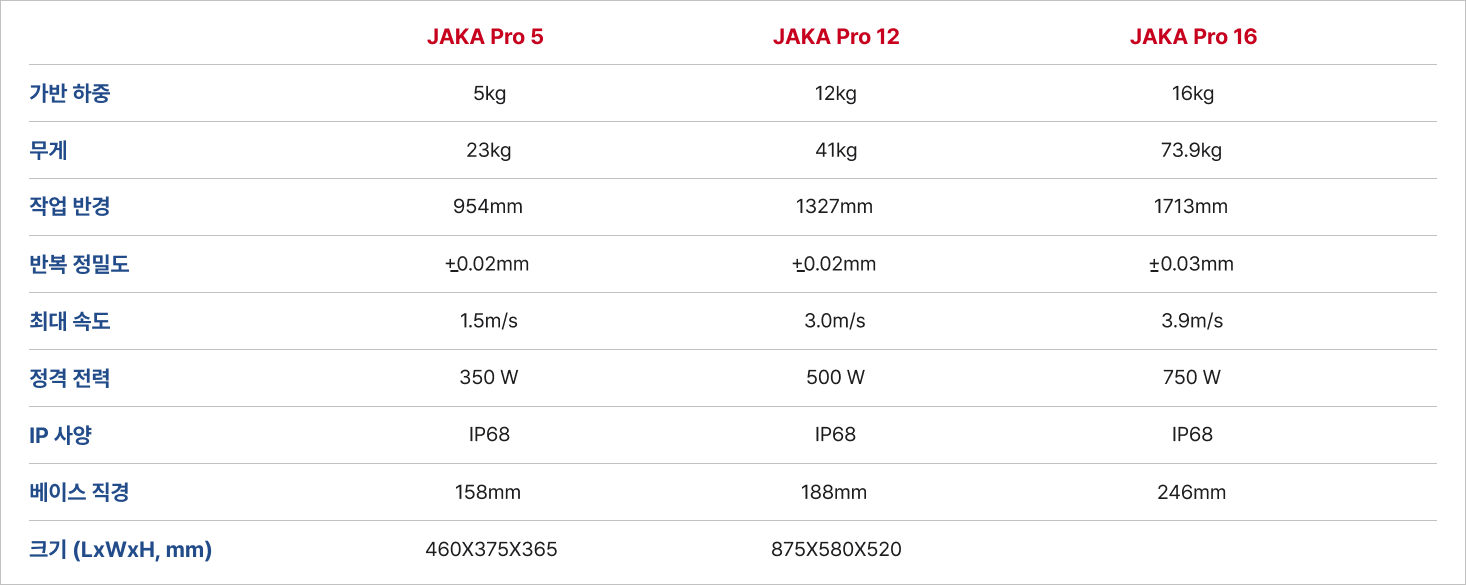 JAKA Pro 5 JAKA Pro 12 JAKA Pro 16
가반 하중 5kg 12kg 16kg
무게 23kg 41kg 73.9kg
작업 반경 954mm 1327mm 1713mm
반복 정밀도 ±0.02mm ±0.02mm ±0.03mm
최대 속도 1.5m/s 3.0m/s 3.9m/s
정격 전력 350 W 500 W 750 W
IP 사양 IP68 IP68 IP68
베이스 직경 158mm 188mm 246mm
크기 (LxWxH, mm) 460X375X365 875X580X520